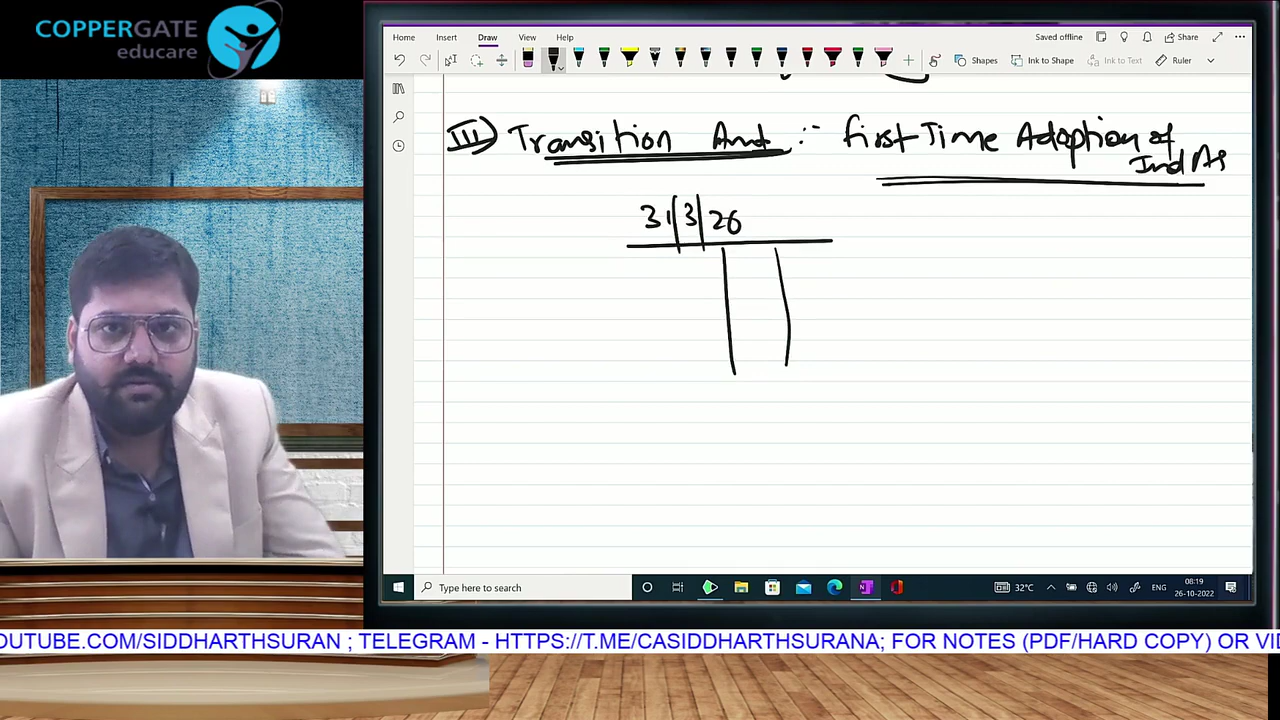 COPPERGATE
educare
Home Insert Draw View Help
Saved offline
Share
Shapes
Ink to Shape
Ink to Text
Ruler
III) Transition Amt :- First Time Adoption of
Ind As
31|3|26
Type here to search
32°C
ENG
08:19
26-10-2022
OUTUBE.COM/SIDDHARTHSURAN ; TELEGRAM - HTTPS://T.ME/CASIDDHARTHSURANA; FOR NOTES (PDF/HARD COPY) OR VID